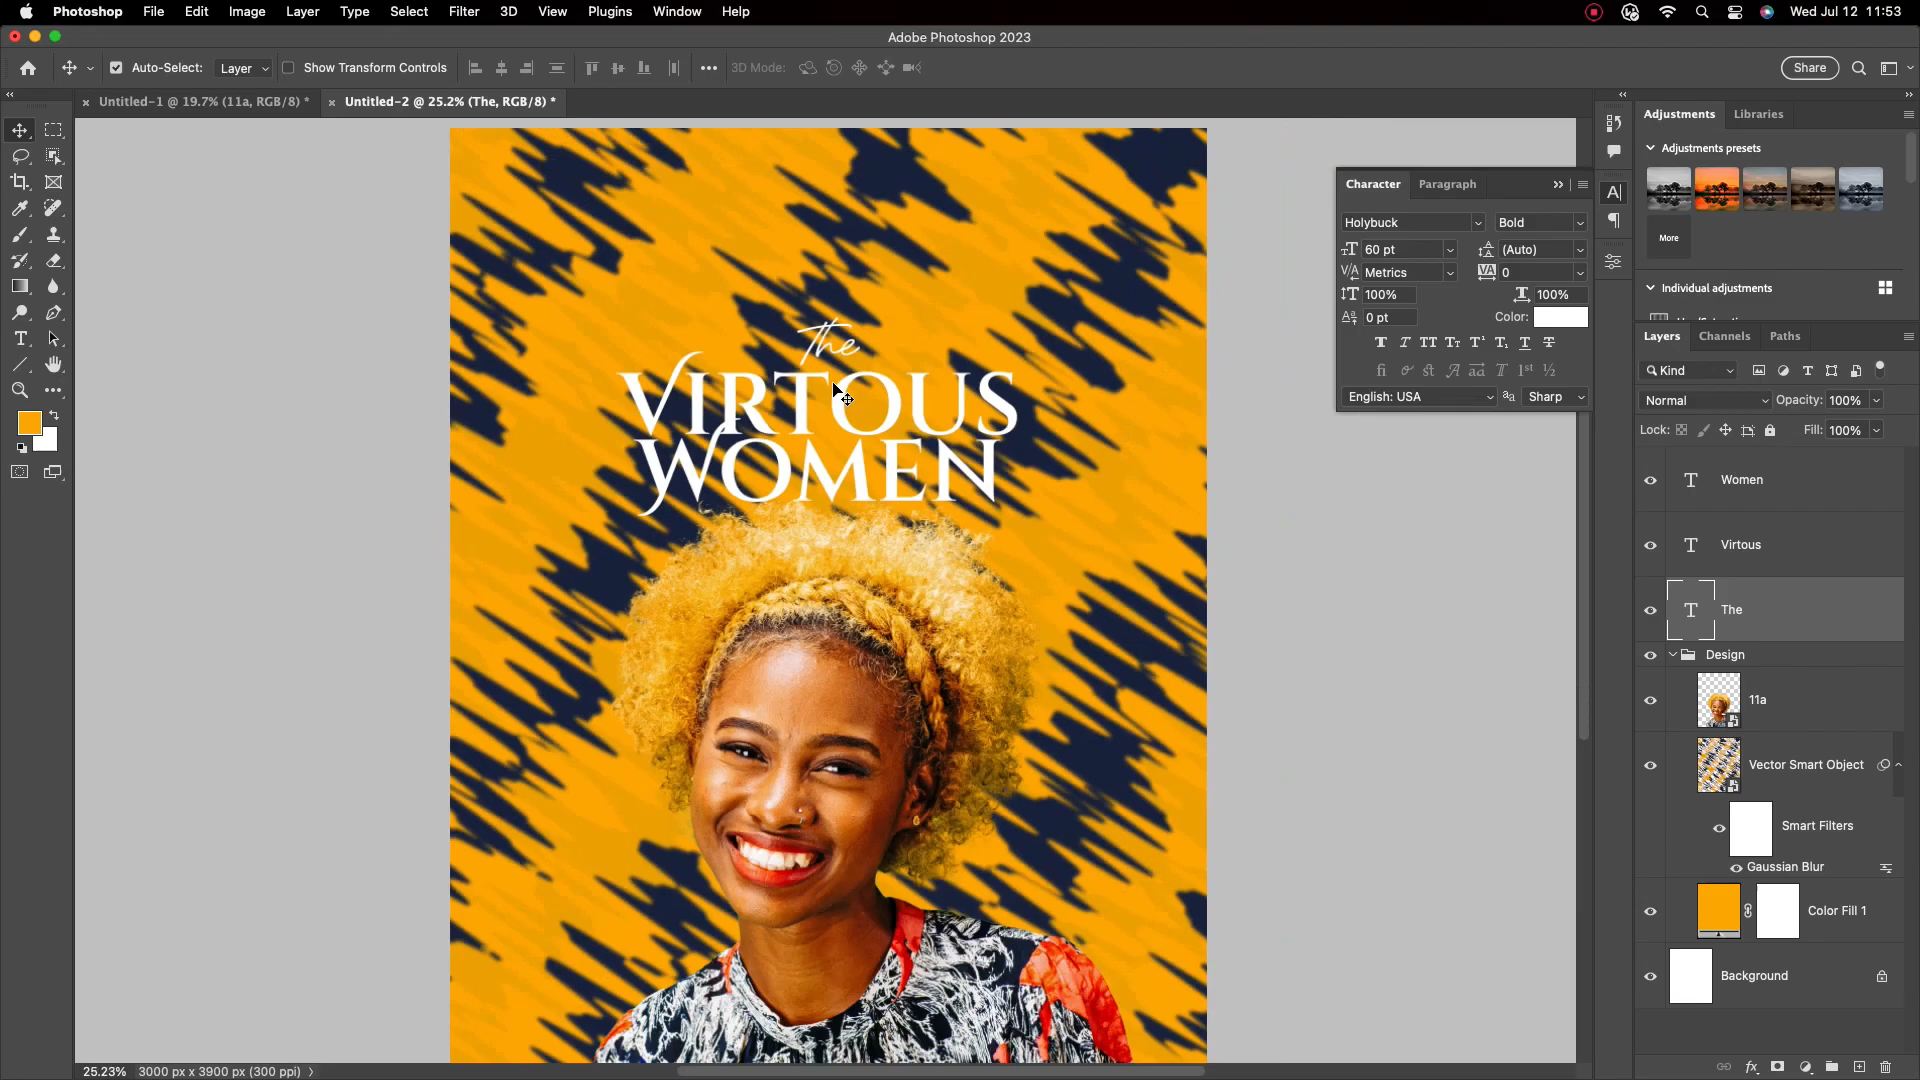 Photoshop File Edit Image Layer Type Select Filter 3D View Plugins Window Help Wed Jul 12 11:53
Adobe Photoshop 2023
Auto-Select: Layer Show Transform Controls 3D Mode: Share
Untitled-1 @ 19.7% (11a, RGB/8) * Untitled-2 @ 25.2% (The, RGB/8) *
Adjustments Libraries
Adjustments presets
More
Individual adjustments
Character Paragraph
Holybuck Bold
60 pt (Auto)
Metrics 0
100% 100%
0 pt Color:
English: USA Sharp
The
VIRTOUS
WOMEN
Layers Channels Paths
Kind
Normal Opacity: 100%
Lock: Fill: 100%
Women
Virtous
The
Design
11a
Vector Smart Object
Smart Filters
Gaussian Blur
Color Fill 1
Background
25.23% 3000 px x 3900 px (300 ppi)